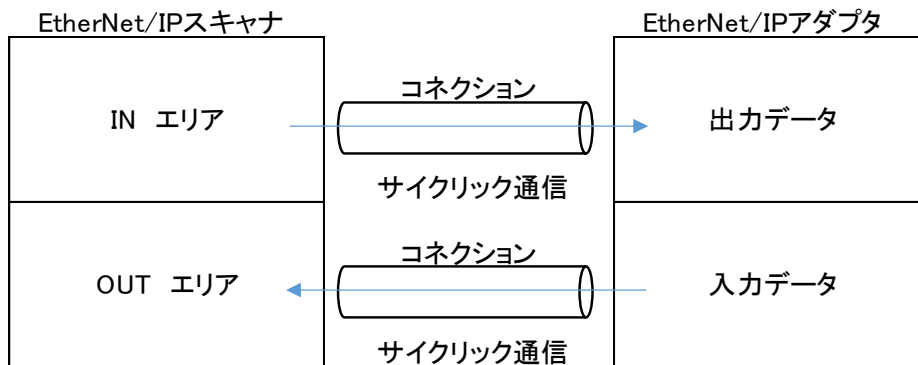 EtherNet/IPスキャナ
EtherNet/IPアダプタ
コネクション
IN エリア
出力データ
サイクリック通信
コネクション
OUT エリア
入力データ
サイクリック通信